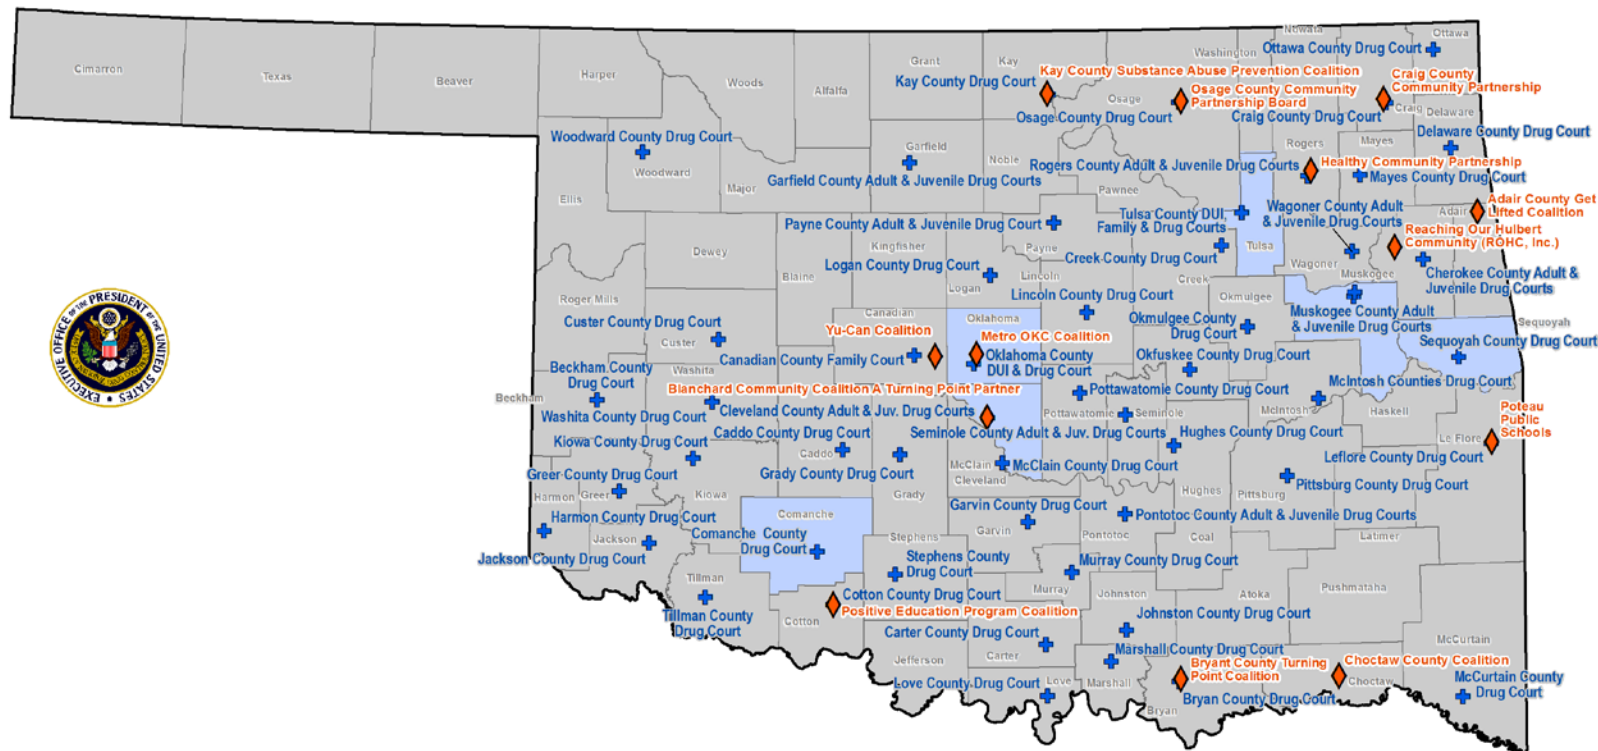 Cimarron
Texas
Beaver
Harper
Woods
Alfalfa
Grant
Kay
Kay County Drug Court
Kay County Substance Abuse Prevention Coalition
Osage
Osage County Drug Court
Washington
Osage County Community
Partnership Board
Nowata
Ottawa County Drug Court
Ottawa
Craig County
Community Partnership
Craig
Craig County Drug Court
Delaware
Delaware County Drug Court
Woodward County Drug Court
Woodward
Ellis
Major
Garfield
Garfield County Adult & Juvenile Drug Courts
Noble
Pawnee
Rogers
Rogers County Adult & Juvenile Drug Courts
Healthy Community Partnership
Mayes
Mayes County Drug Court
Payne County Adult & Juvenile Drug Court
Payne
Tulsa County DUI,
Family & Drug Courts
Creek County Drug Court
Tulsa
Wagoner County Adult
& Juvenile Drug Courts
Wagoner
Adair
Adair County Get
Lifted Coalition
Reaching Our Hulbert
Community (ROHC, Inc.)
Cherokee County Adult &
Juvenile Drug Courts
Muskogee
Muskogee County Adult
& Juvenile Drug Courts
Dewey
Blaine
Kingfisher
Logan County Drug Court
Logan
Lincoln
Lincoln County Drug Court
Creek
Okmulgee
Okmulgee County
Drug Court
Roger Mills
Custer County Drug Court
Custer
Canadian
Yu-Can Coalition
Canadian County Family Court
Oklahoma
Metro OKC Coalition
Oklahoma County
DUI & Drug Court
Okfuskee County Drug Court
Sequoyah
Sequoyah County Drug Court
McIntosh Counties Drug Court
McIntosh
Haskell
EXECUTIVE OFFICE OF THE PRESIDENT OF THE UNITED STATES
Beckham County
Drug Court
Beckham
Washita
Washita County Drug Court
Blanchard Community Coalition A Turning Point Partner
Cleveland County Adult & Juv. Drug Courts
Pottawatomie County Drug Court
Pottawatomie
Seminole
Seminole County Adult & Juv. Drug Courts
Hughes County Drug Court
Poteau
Public
Schools
Le Flore
Leflore County Drug Court
Kiowa County Drug Court
Caddo County Drug Court
Caddo
Grady County Drug Court
McClain
McClain County Drug Court
Cleveland
Pittsburg County Drug Court
Pittsburg
Hughes
Greer County Drug Court
Harmon
Greer
Kiowa
Grady
Garvin County Drug Court
Garvin
Pontotoc County Adult & Juvenile Drug Courts
Pontotoc
Coal
Latimer
Harmon County Drug Court
Jackson
Jackson County Drug Court
Comanche
Comanche County
Drug Court
Stephens
Stephens County
Drug Court
Murray County Drug Court
Murray
Tillman
Tillman County
Drug Court
Cotton
Cotton County Drug Court
Positive Education Program Coalition
Johnston
Johnston County Drug Court
Atoka
Pushmataha
Carter County Drug Court
Carter
Jefferson
Love County Drug Court
Love
Marshall County Drug Court
Marshall
Bryant County Turning
Point Coalition
Bryan County Drug Court
Bryan
Choctaw County Coalition
Choctaw
McCurtain
McCurtain County
Drug Court